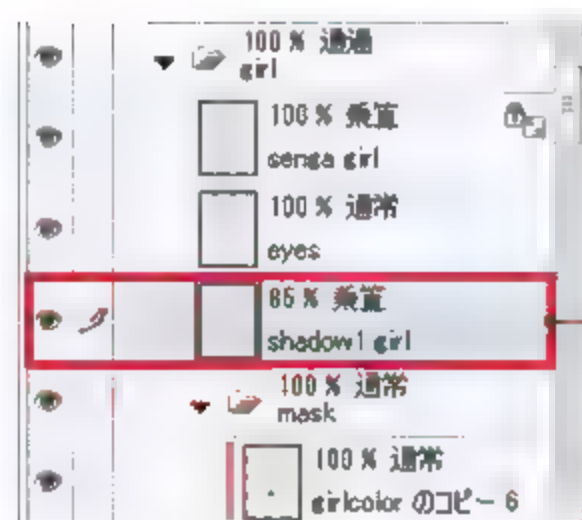 100 % 通過
girl
100 % 乗算
senga girl
100 % 通常
eyes
85 % 乗算
shadow1 girl
100 % 通常
mask
100 % 通常
girlcolor のコピー 6